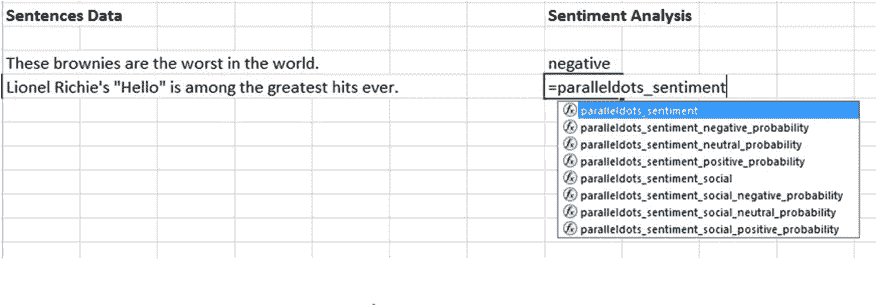 Sentences Data Sentiment Analysis
These brownies are the worst in the world. negative
Lionel Richie's "Hello" is among the greatest hits ever. =paralleldots_sentiment
paralleldots_sentiment
paralleldots_sentiment_negative_probability
paralleldots_sentiment_neutral_probability
paralleldots_sentiment_positive_probability
paralleldots_sentiment_social
paralleldots_sentiment_social_negative_probability
paralleldots_sentiment_social_neutral_probability
paralleldots_sentiment_social_positive_probability